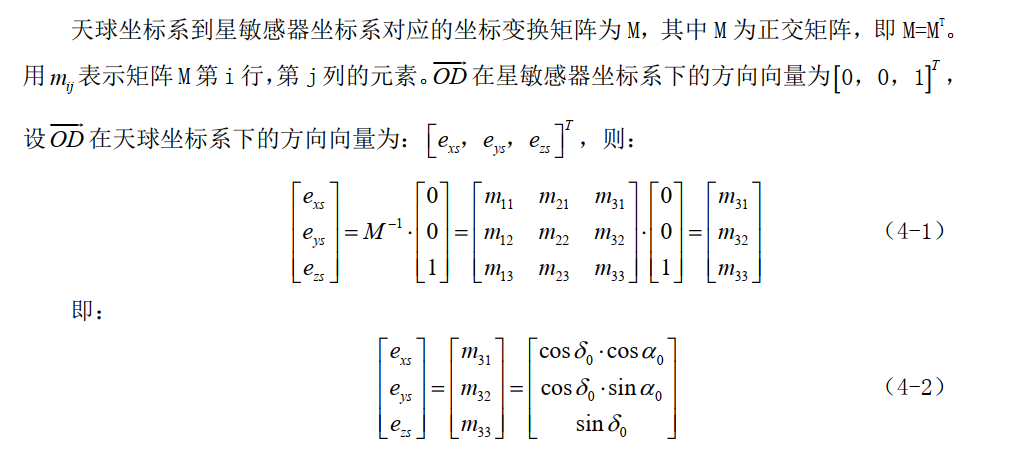 天球坐标系到星敏感器坐标系对应的坐标变换矩阵为 M，其中 M 为正交矩阵，即 M=M^T。
用 m_{ij} 表示矩阵 M 第 i 行，第 j 列的元素。\overrightarrow{OD} 在星敏感器坐标系下的方向向量为[0，0，1]^T，
设 \overrightarrow{OD} 在天球坐标系下的方向向量为：[e_{xs}，e_{ys}，e_{zs}]^T，则：
\begin{bmatrix} e_{xs} \\ e_{ys} \\ e_{zs} \end{bmatrix} = M^{-1} \cdot \begin{bmatrix} 0 \\ 0 \\ 1 \end{bmatrix} = \begin{bmatrix} m_{11} & m_{21} & m_{31} \\ m_{12} & m_{22} & m_{32} \\ m_{13} & m_{23} & m_{33} \end{bmatrix} \cdot \begin{bmatrix} 0 \\ 0 \\ 1 \end{bmatrix} = \begin{bmatrix} m_{31} \\ m_{32} \\ m_{33} \end{bmatrix} （4-1）
即：
\begin{bmatrix} e_{xs} \\ e_{ys} \\ e_{zs} \end{bmatrix} = \begin{bmatrix} m_{31} \\ m_{32} \\ m_{33} \end{bmatrix} = \begin{bmatrix} \cos\delta_0 \cdot \cos\alpha_0 \\ \cos\delta_0 \cdot \sin\alpha_0 \\ \sin\delta_0 \end{bmatrix} （4-2）